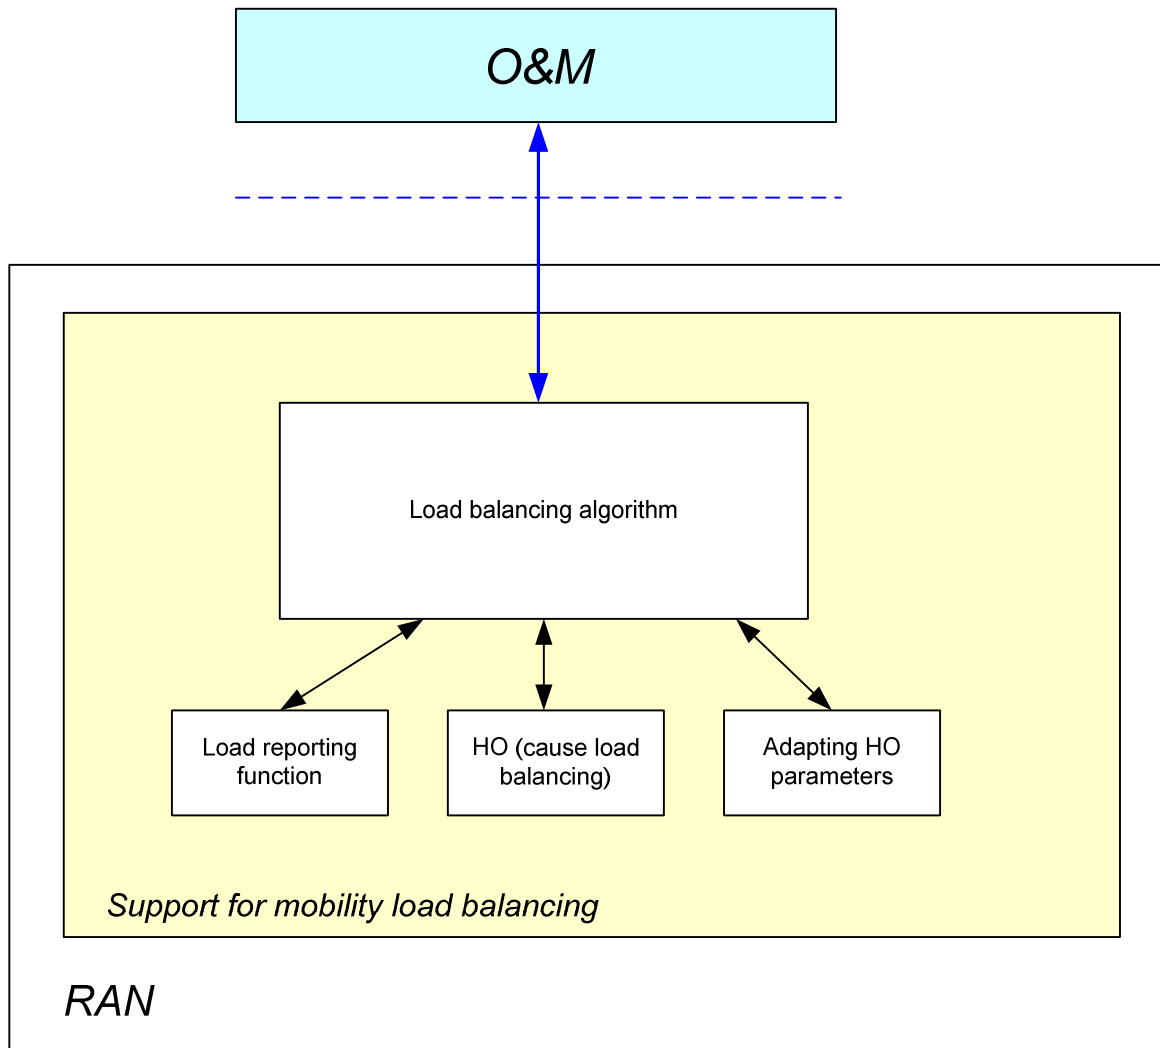 O&M
Load balancing algorithm
Load reporting
function
HO (cause load
balancing)
Adapting HO
parameters
Support for mobility load balancing
RAN